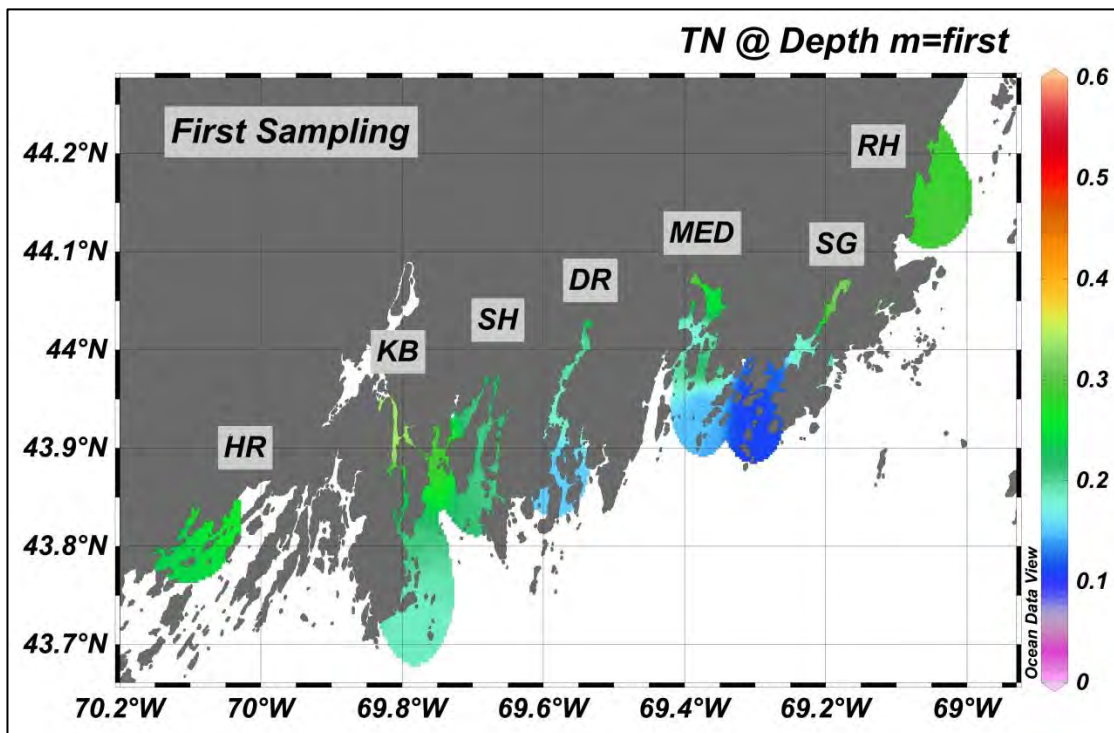 TN @ Depth m=first
First Sampling
RH
MED
SG
DR
SH
KB
HR
44.2°N
44.1°N
44°N
43.9°N
43.8°N
43.7°N
70.2°W
70°W
69.8°W
69.6°W
69.4°W
69.2°W
69°W
0.6
0.5
0.4
0.3
0.2
0.1
0
Ocean Data View